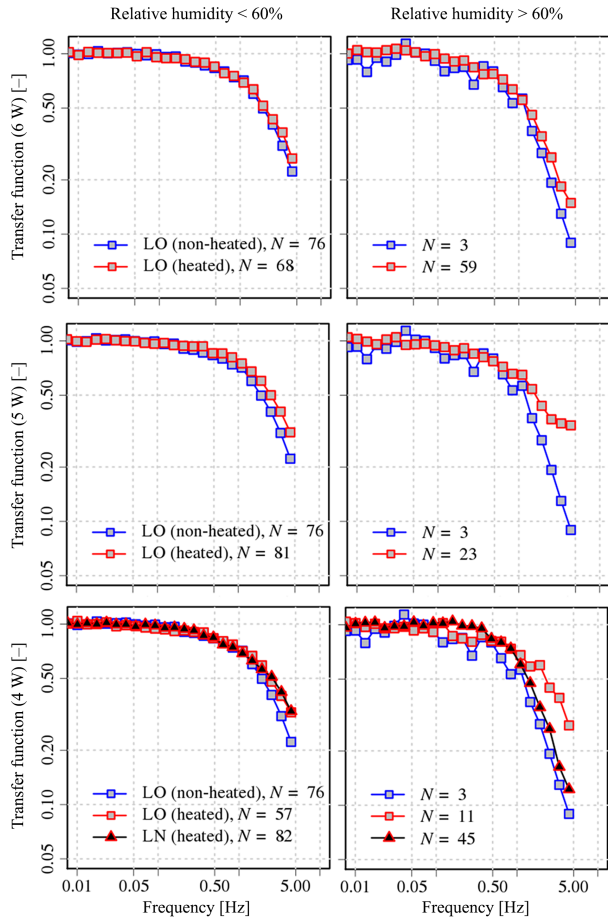 Relative humidity < 60%
Relative humidity > 60%
Transfer function (6 W) [–]
1.00
0.50
0.20
0.10
0.05
LO (non-heated), N = 76
LO (heated), N = 68
N = 3
N = 59
Transfer function (5 W) [–]
1.00
0.50
0.20
0.10
0.05
LO (non-heated), N = 76
LO (heated), N = 81
N = 3
N = 23
Transfer function (4 W) [–]
1.00
0.50
0.20
0.10
0.05
LO (non-heated), N = 76
LO (heated), N = 57
LN (heated), N = 82
N = 3
N = 11
N = 45
0.01 0.05 0.50 5.00
0.01 0.05 0.50 5.00
Frequency [Hz]
Frequency [Hz]